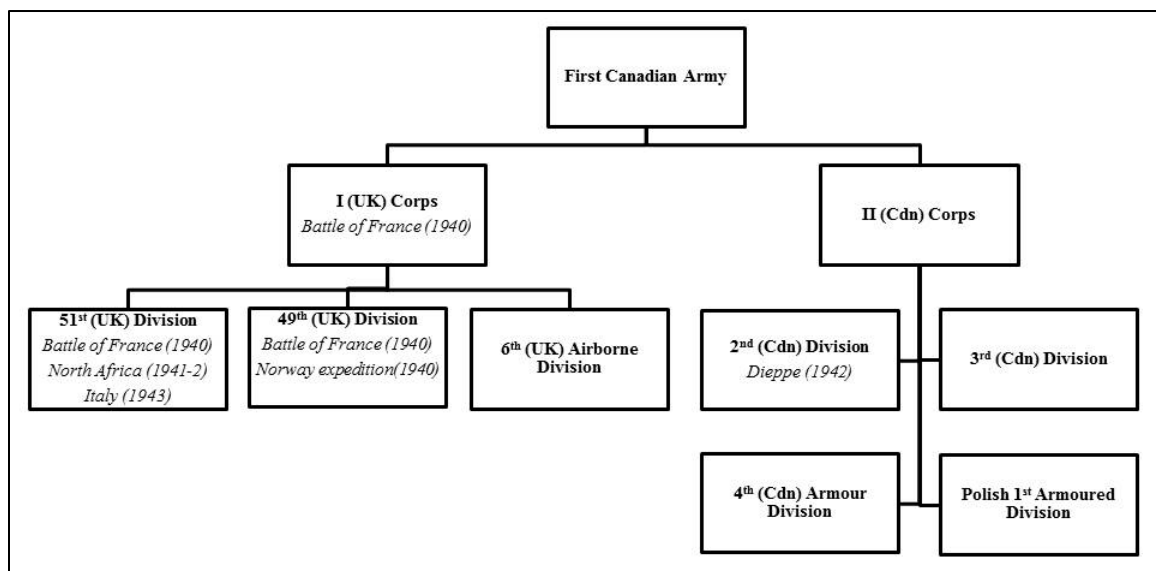 First Canadian Army
I (UK) Corps
Battle of France (1940)
II (Cdn) Corps
51st (UK) Division
Battle of France (1940)
North Africa (1941-2)
Italy (1943)
49th (UK) Division
Battle of France (1940)
Norway expedition(1940)
6th (UK) Airborne
Division
2nd (Cdn) Division
Dieppe (1942)
3rd (Cdn) Division
4th (Cdn) Armour
Division
Polish 1st Armoured
Division